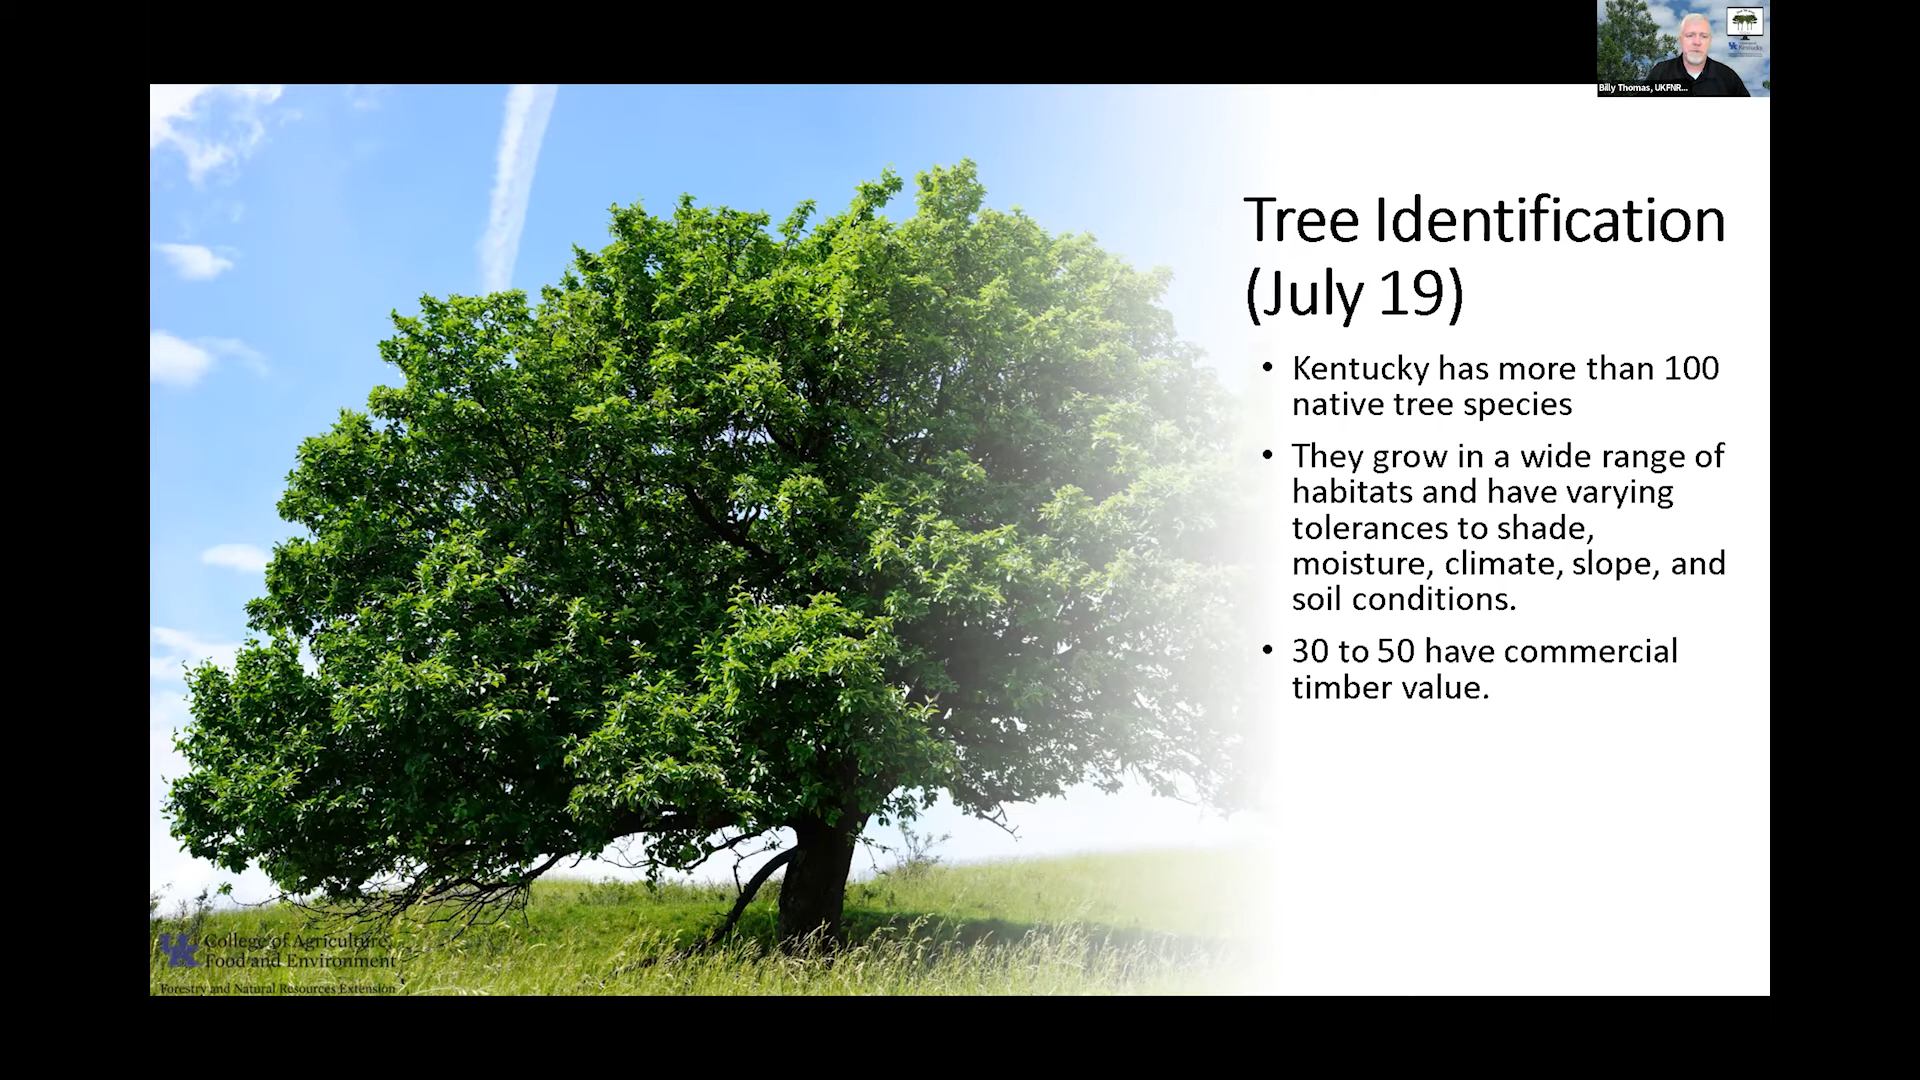 Billy Thomas, UKFNR...
Tree Identification
(July 19)
• Kentucky has more than 100
native tree species
• They grow in a wide range of
habitats and have varying
tolerances to shade,
moisture, climate, slope, and
soil conditions.
• 30 to 50 have commercial
timber value.
UK College of Agriculture,
Food and Environment
Forestry and Natural Resources Extension